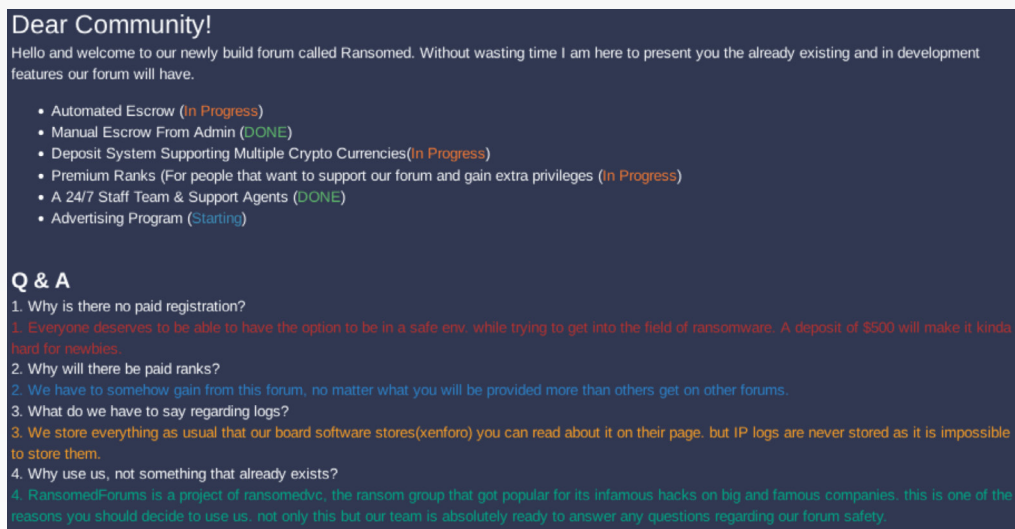 Dear Community!
Hello and welcome to our newly build forum called Ransomed. Without wasting time I am here to present you the already existing and in development
features our forum will have.
• Automated Escrow (In Progress)
• Manual Escrow From Admin (DONE)
• Deposit System Supporting Multiple Crypto Currencies(In Progress)
• Premium Ranks (For people that want to support our forum and gain extra privileges (In Progress)
• A 24/7 Staff Team & Support Agents (DONE)
• Advertising Program (Starting)
Q & A
1. Why is there no paid registration?
1. Everyone deserves to be able to have the option to be in a safe env. while trying to get into the field of ransomware. A deposit of $500 will make it kinda
hard for newbies.
2. Why will there be paid ranks?
2. We have to somehow gain from this forum, no matter what you will be provided more than others get on other forums.
3. What do we have to say regarding logs?
3. We store everything as usual that our board software stores(xenforo) you can read about it on their page. but IP logs are never stored as it is impossible
to store them.
4. Why use us, not something that already exists?
4. RansomedForums is a project of ransomedvc, the ransom group that got popular for its infamous hacks on big and famous companies. this is one of the
reasons you should decide to use us. not only this but our team is absolutely ready to answer any questions regarding our forum safety.